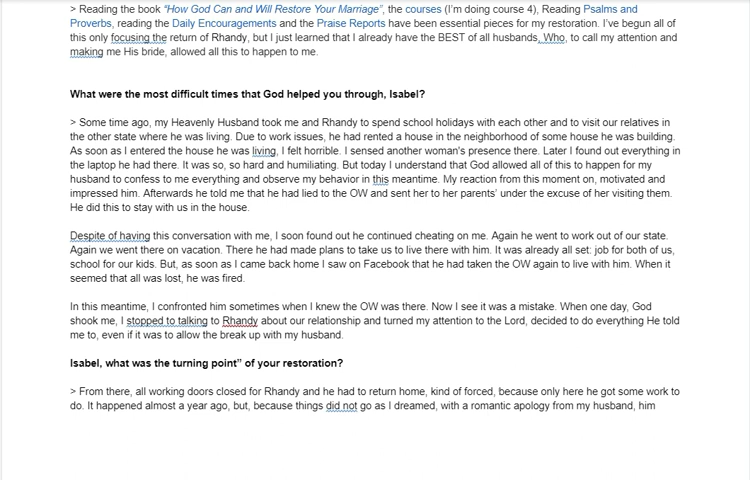 > Reading the book “How God Can and Will Restore Your Marriage”, the courses (I’m doing course 4), Reading Psalms and
Proverbs, reading the Daily Encouragements and the Praise Reports have been essential pieces for my restoration. I’ve begun all of
this only focusing the return of Rhandy, but I just learned that I already have the BEST of all husbands, Who, to call my attention and
making me His bride, allowed all this to happen to me.
What were the most difficult times that God helped you through, Isabel?
> Some time ago, my Heavenly Husband took me and Rhandy to spend school holidays with each other and to visit our relatives in
the other state where he was living. Due to work issues, he had rented a house in the neighborhood of some house he was building.
As soon as I entered the house he was living, I felt horrible. I sensed another woman's presence there. Later I found out everything in
the laptop he had there. It was so, so hard and humiliating. But today I understand that God allowed all of this to happen for my
husband to confess to me everything and observe my behavior in this meantime. My reaction from this moment on, motivated and
impressed him. Afterwards he told me that he had lied to the OW and sent her to her parents’ under the excuse of her visiting them.
He did this to stay with us in the house.
Despite of having this conversation with me, I soon found out he continued cheating on me. Again he went to work out of our state.
Again we went there on vacation. There he had made plans to take us to live there with him. It was already all set: job for both of us,
school for our kids. But, as soon as I came back home I saw on Facebook that he had taken the OW again to live with him. When it
seemed that all was lost, he was fired.
In this meantime, I confronted him sometimes when I knew the OW was there. Now I see it was a mistake. When one day, God
shook me, I stopped to talking to Rhandy about our relationship and turned my attention to the Lord, decided to do everything He told
me to, even if it was to allow the break up with my husband.
Isabel, what was the turning point” of your restoration?
> From there, all working doors closed for Rhandy and he had to return home, kind of forced, because only here he got some work to
do. It happened almost a year ago, but, because things did not go as I dreamed, with a romantic apology from my husband, him